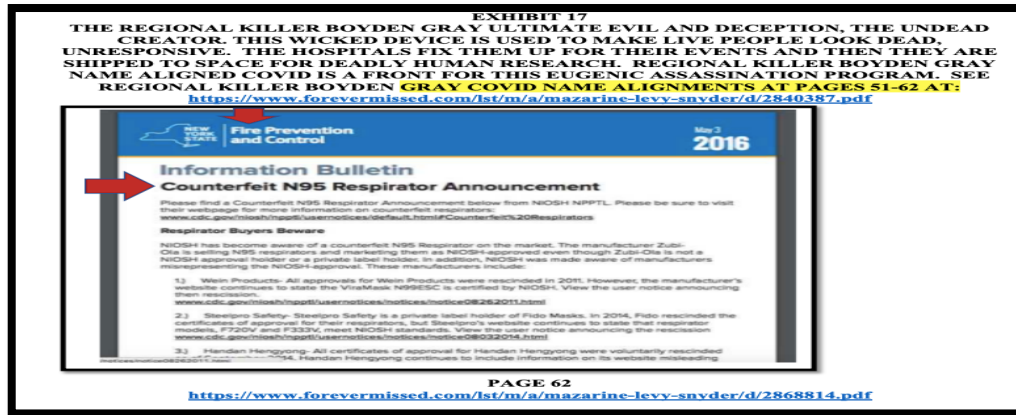 EXHIBIT 17
THE REGIONAL KILLER BOYDEN GRAY ULTIMATE EVIL AND DECEPTION, THE UNDEAD
CREATOR. THIS WICKED DEVICE IS USED TO MAKE LIVE PEOPLE LOOK DEAD,
UNRESPONSIVE. THE HOSPITALS FIX THEM UP FOR THEIR EVENTS AND THEN THEY ARE
SHIPPED TO SPACE FOR DEADLY HUMAN RESEARCH. REGIONAL KILLER BOYDEN GRAY
NAME ALIGNED COVID IS A FRONT FOR THIS EUGENIC ASSASSINATION PROGRAM. SEE
REGIONAL KILLER BOYDEN GRAY COVID NAME ALIGNMENTS AT PAGES 51-62 AT:
https://www.forevermissed.com/lst/m/a/mazarine-levy-snyder/d/2840387.pdf
NEW YORK STATE
Fire Prevention
and Control
May 3
2016
Information Bulletin
Counterfeit N95 Respirator Announcement
Please find a Counterfeit N95 Respirator Announcement below from NIOSH NPPTL. Please be sure to visit
their webpage for more information on counterfeit respirators:
www.cdc.gov/niosh/npptl/usernotices/default.html#Counterfeit%20Respirators
Respirator Buyers Beware
NIOSH has become aware of a counterfeit N95 Respirator on the market. The manufacturer Zubi-
Ola is selling N95 respirators and marketing them as NIOSH-approved even though Zubi-Ola is not a
NIOSH approval holder or a private label holder. In addition, NIOSH was made aware of manufacturers
misrepresenting the NIOSH-approval. These manufacturers include:
1.) Wein Products- All approvals for Wein Products were rescinded in 2011. However, the manufacturer's
website continues to state the ViraMask N99ESC is certified by NIOSH. View the user notice announcing
then rescission.
www.cdc.gov/niosh/npptl/usernotices/notices/notice08262011.html
2.) Steelpro Safety- Steelpro Safety is a private label holder of Fido Masks. In 2014, Fido rescinded the
certificates of approval for their respirators, but Steelpro's website continues to state that respirator
models, F720V and F333V, meet NIOSH standards. View the user notice announcing the rescission
www.cdc.gov/niosh/npptl/usernotices/notices/notice08032014.html
3.) Handan Hengyong- All certificates of approval for Handan Hengyong were voluntarily rescinded
14. Handan Hengyong continues to include information on its website misleading
PAGE 62
https://www.forevermissed.com/lst/m/a/mazarine-levy-snyder/d/2868814.pdf